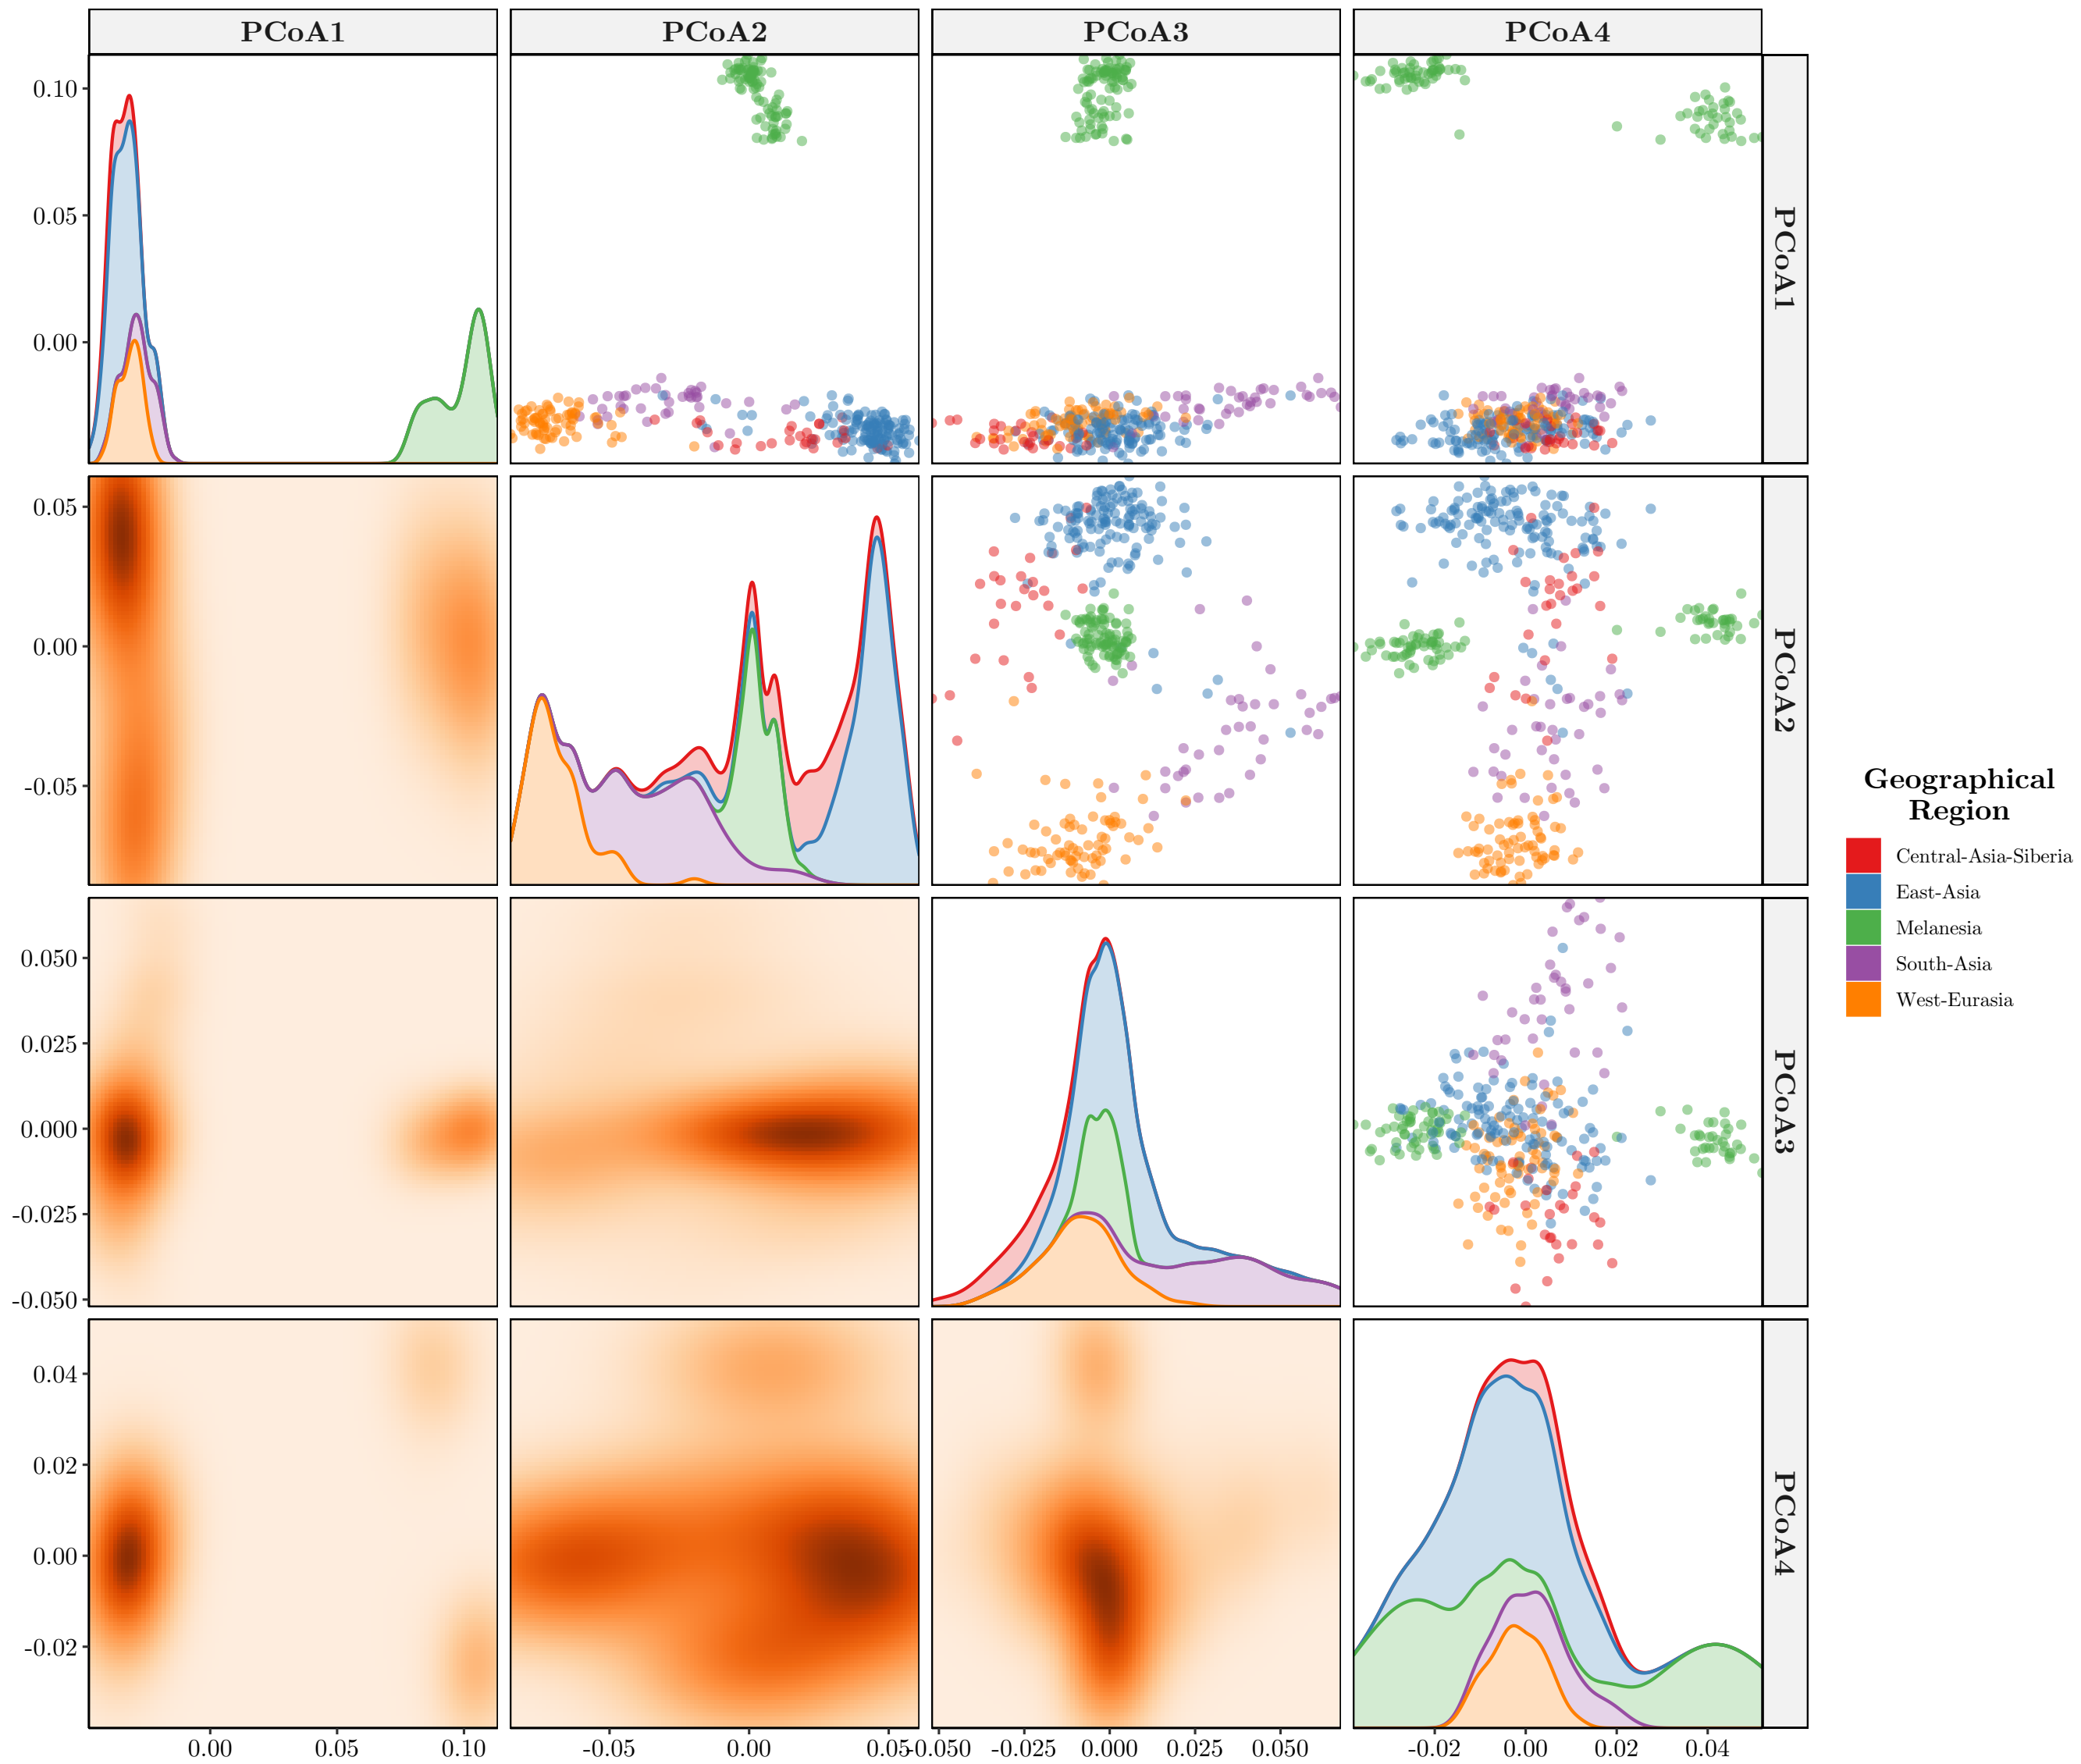 PCoA1 PCoA2 PCoA3 PCoA4
0.10
0.05
0.00
PCoA1
0.05
0.00
-0.05
PCoA2
Geographical
Region
Central-Asia-Siberia
East-Asia
Melanesia
South-Asia
West-Eurasia
0.050
0.025
0.000
-0.025
-0.050
PCoA3
0.04
0.02
0.00
-0.02
PCoA4
0.00 0.05 0.10 -0.05 0.00 0.05 -0.050 -0.025 0.000 0.025 0.050 -0.02 0.00 0.02 0.04